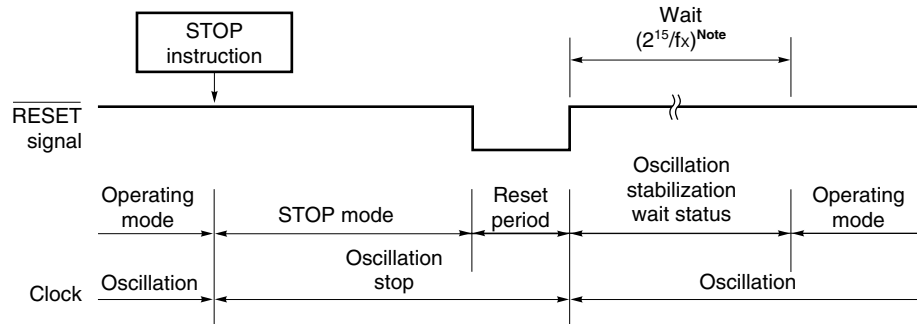 STOP
instruction
Wait
(2¹⁵/fx)ᴺᵒᵗᵉ
RESET
signal
Operating
mode
STOP mode
Reset
period
Oscillation
stabilization
wait status
Operating
mode
Clock
Oscillation
Oscillation
stop
Oscillation